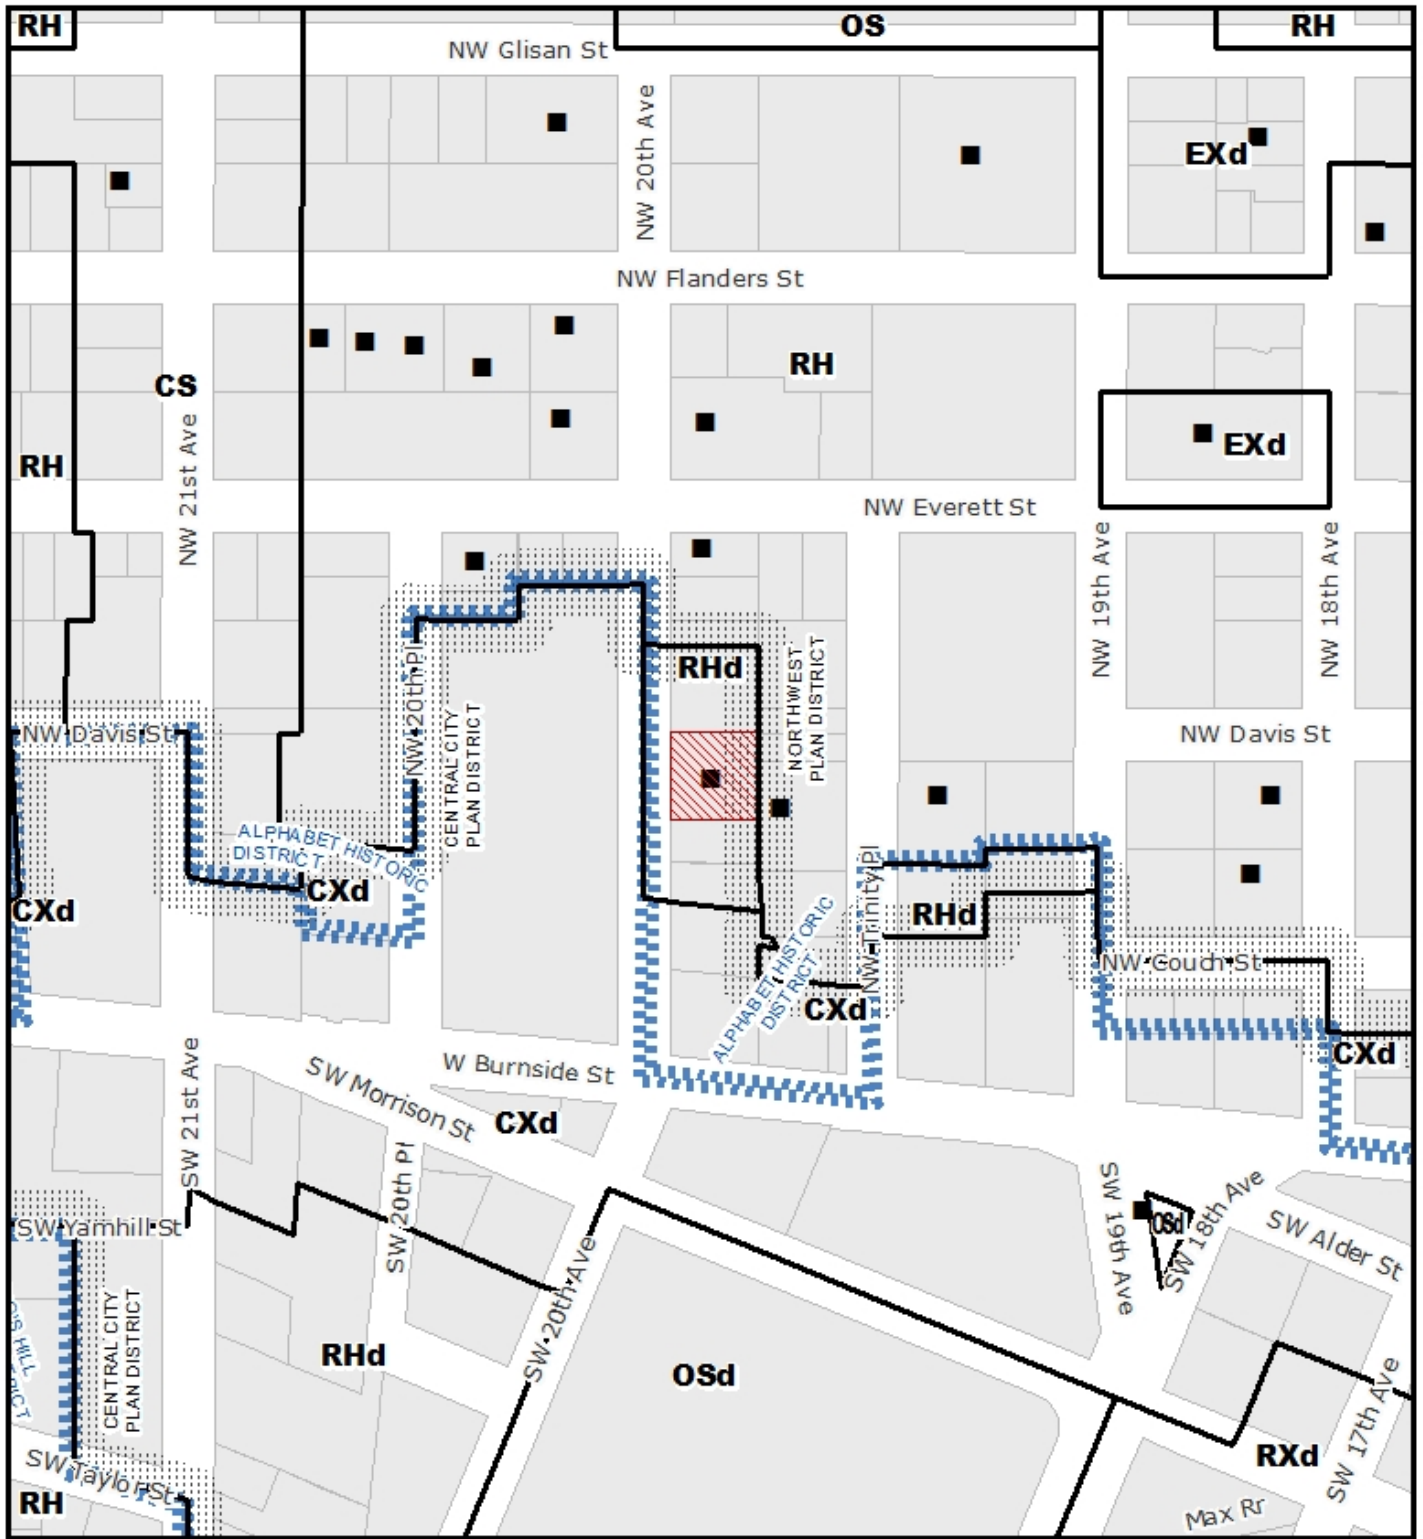 RH
OS
RH
NW Glisan St
NW 20th Ave
EXd
NW Flanders St
RH
CS
NW 21st Ave
RH
EXd
NW Everett St
NW 19th Ave
NW 18th Ave
NW 20th Pl
RHd
NORTHWEST
PLAN DISTRICT
CENTRAL CITY
PLAN DISTRICT
NW Davis St
NW Davis St
ALPHABET HISTORIC
DISTRICT
CXd
CXd
NW Trinity Pl
RHd
ALPHABET HISTORIC
DISTRICT
NW Couch St
CXd
CXd
SW 21st Ave
SW Morrison St
W Burnside St
CXd
SW 20th Pl
SW 19th Ave
OSd
SW 18th Ave
SW Yamhill St
SW Alder St
SW 20th Ave
CENTRAL CITY
PLAN DISTRICT
HILL
RHd
OSd
SW 17th Ave
SW Taylor St
RXd
RH
Max Rr